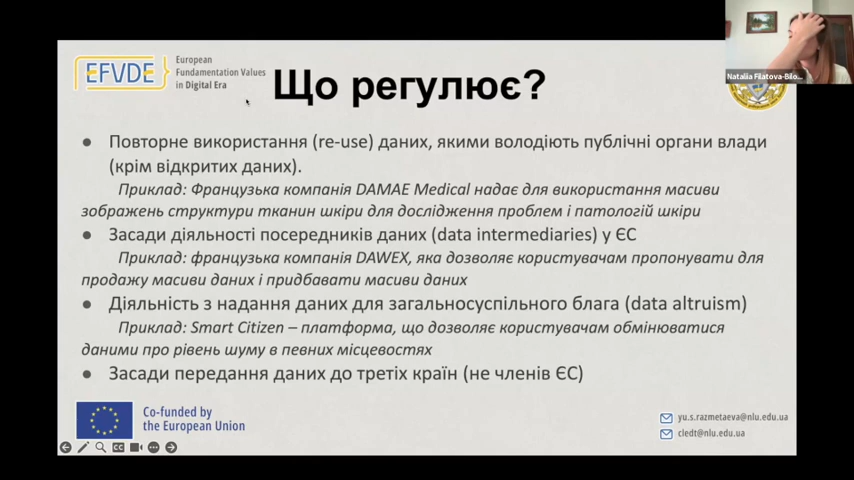 EFVDE
European
Fundamentation Values
in Digital Era
Що регулює?
Nataliia Filatova-Bilo...
● Повторне використання (re-use) даних, якими володіють публічні органи влади
(крім відкритих даних).
Приклад: Французька компанія DAMAE Medical надає для використання масиви
зображень структури тканин шкіри для дослідження проблем і патологій шкіри
● Засади діяльності посередників даних (data intermediaries) у ЄС
Приклад: французька компанія DAWEX, яка дозволяє користувачам пропонувати для
продажу масиви даних і придбавати масиви даних
● Діяльність з надання даних для загальносуспільного блага (data altruism)
Приклад: Smart Citizen – платформа, що дозволяє користувачам обмінюватися
даними про рівень шуму в певних місцевостях
● Засади передання даних до третіх країн (не членів ЄС)
Co-funded by
the European Union
yu.s.razmetaeva@nlu.edu.ua
cledt@nlu.edu.ua
CC